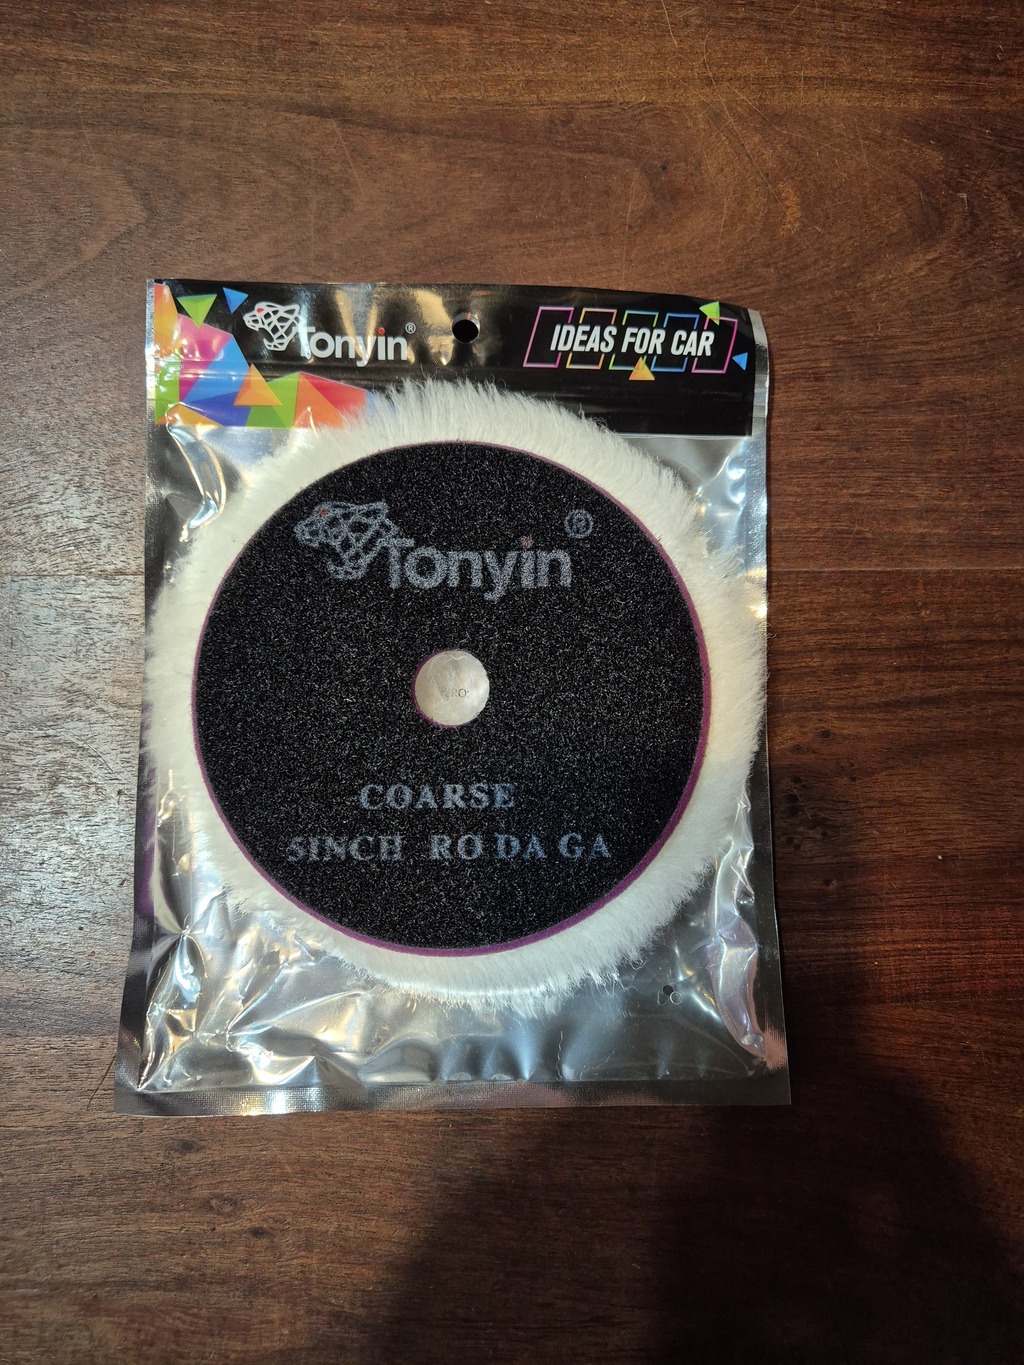 Tonyin®
IDEAS FOR CAR
Tonyin®
COARSE
5INCH RO DA GA